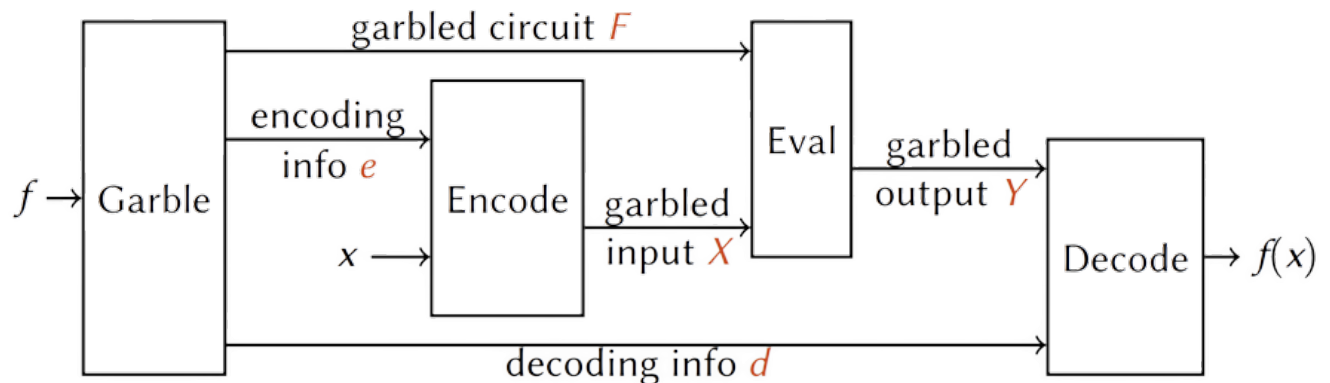 garbled circuit F
encoding
info e
f
Garble
x
Encode
garbled
input X
Eval
garbled
output Y
Decode
f(x)
decoding info d